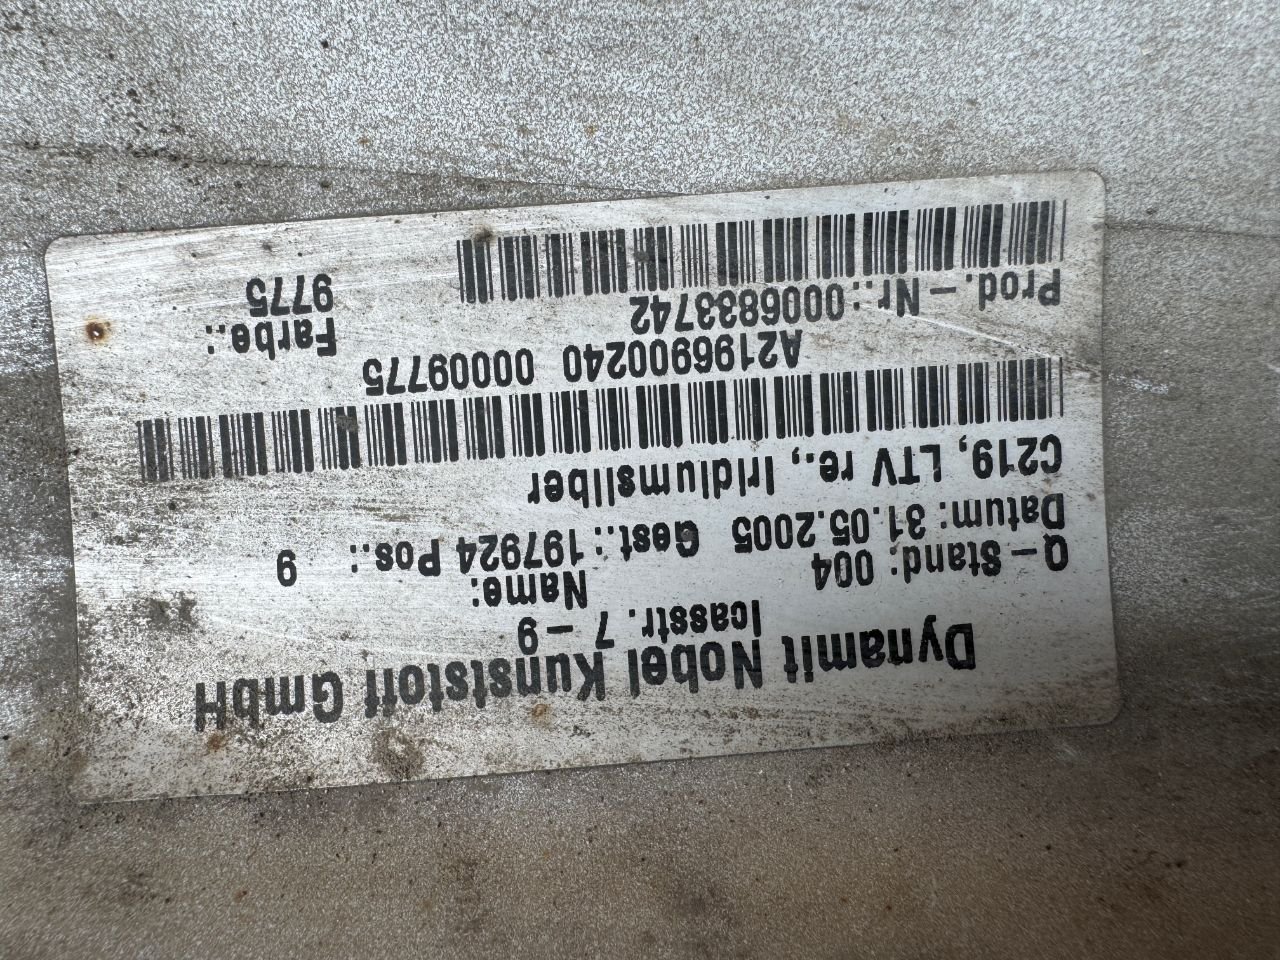 Dynamit Nobel Kunststoff GmbH
Icasstr. 7-9
Name:
Q-Stand: 004
Datum: 31.05.2005 Gest.: 197924 Pos.: 9
C219, LTV re., Iridiumsilber
A2196900240 00009775
Prod.-Nr.: 0006833742
Farbe.:
9775